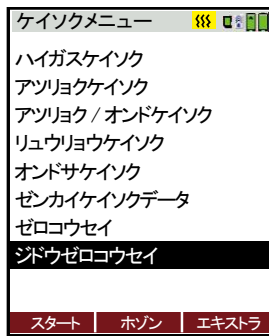 ケイソクメニュー
ハイガスケイソク
アツリョクケイソク
アツリョク / オンドケイソク
リュウリョウケイソク
オンドサケイソク
ゼンカイケイソクデータ
ゼロコウセイ
ジドウゼロコウセイ
スタート ホゾン エキストラ